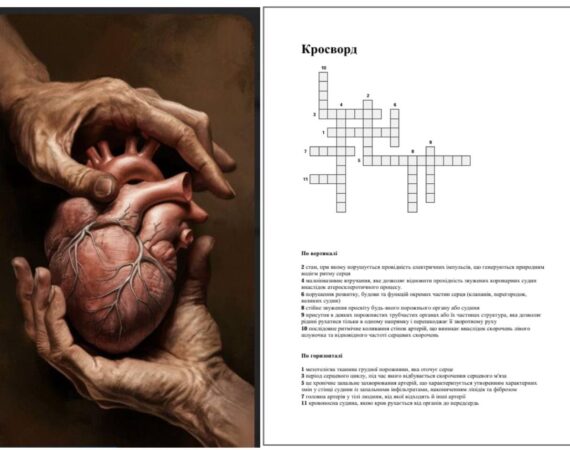 Кросворд
10
2
4
6
3
1
9
7
8
5
11
По вертикалі
2 стан, при якому порушується провідність електричних імпульсів, що генеруються природним
водієм ритму серця
4 малоінвазивне втручання, яке дозволяє відновити прохідність звужених коронарних судин
внаслідок атеросклеротичного процесу.
6 порушення розвитку, будови та функцій окремих частин серця (клапанів, перегородок,
великих судин)
8 стійке звуження просвіту будь-якого порожнього органу або судини
9 присутня в деяких порожнистих трубчастих органах або їх частинах структура, яка дозволяє
рідині рухатися тільки в одному напрямку і перешкоджає її зворотному руху
10 послідовне ритмічне коливання стінок артерій, що виникає внаслідок скорочень лівого
шлуночка та відповідного частоті серцевих скорочень
По горизонталі
1 мезотеліємі тканини грудної порожнини, яка оточує серце
3 період серцевого циклу, під час якого відбувається скорочення серцевого м'яза
5 це хронічне запальне захворювання артерій, що характеризується утворенням характерних
змін у стінці судини із запальними інфільтратами, накопиченням ліпідів та фіброзом
7 головна артерія у тілі людини, від якої відходять й інші артерії
11 кровоносна судина, якою кров рухається від органів до передсердь